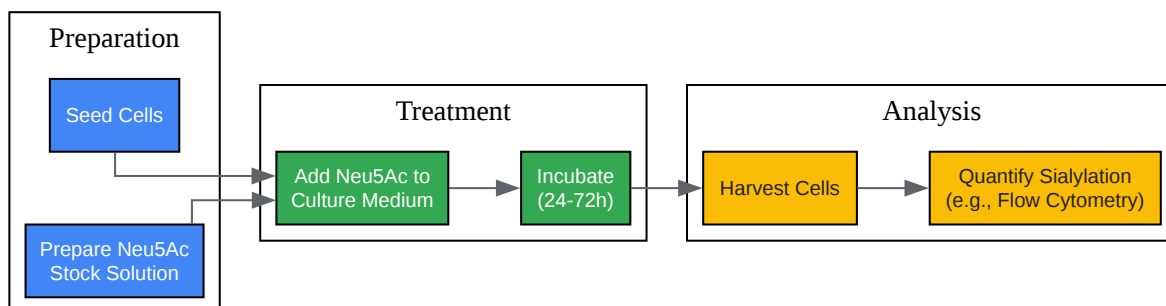 Preparation
Seed Cells
Prepare Neu5Ac
Stock Solution
Treatment
Add Neu5Ac to
Culture Medium
Incubate
(24-72h)
Analysis
Harvest Cells
Quantify Sialylation
(e.g., Flow Cytometry)